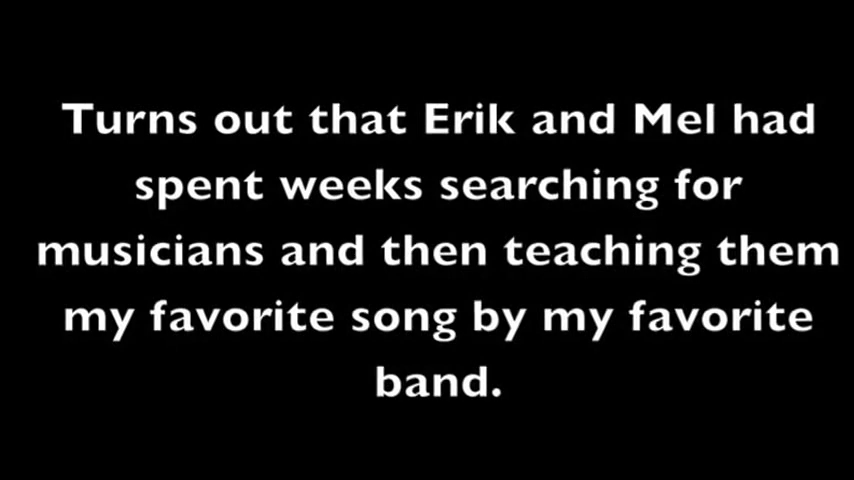 Turns out that Erik and Mel had
spent weeks searching for
musicians and then teaching them
my favorite song by my favorite
band.